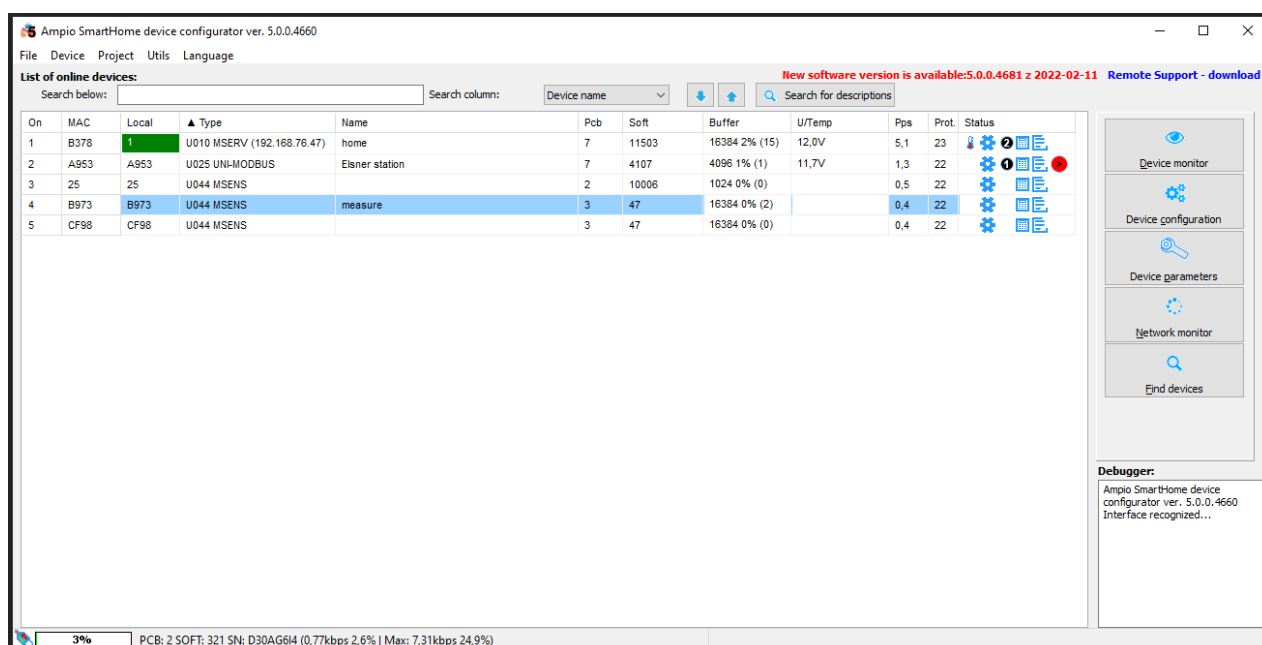 Ampio SmartHome device configurator ver. 5.0.0.4660
File Device Project Utils Language
List of online devices:
New software version is available:5.0.0.4681 z 2022-02-11 Remote Support - download
Search below: Search column: Device name Search for descriptions
On MAC Local ▲ Type Name Pcb Soft Buffer U/Temp Pps Prot. Status
1 B378 1 U010 MSERV (192.168.76.47) home 7 11503 16384 2% (15) 12,0V 5,1 23 2
2 A953 A953 U025 UNI-MODBUS Elsner station 7 4107 4096 1% (1) 11,7V 1,3 22 1 >
3 25 25 U044 MSENS 2 10006 1024 0% (0) 0,5 22
4 B973 B973 U044 MSENS measure 3 47 16384 0% (2) 0,4 22
5 CF98 CF98 U044 MSENS 3 47 16384 0% (0) 0,4 22
Device monitor
Device configuration
Device parameters
Network monitor
Find devices
Debugger:
Ampio SmartHome device
configurator ver. 5.0.0.4660
Interface recognized...
3% PCB: 2 SOFT: 321 SN: D30AG6I4 (0,77kbps 2,6% | Max: 7,31kbps 24,9%)